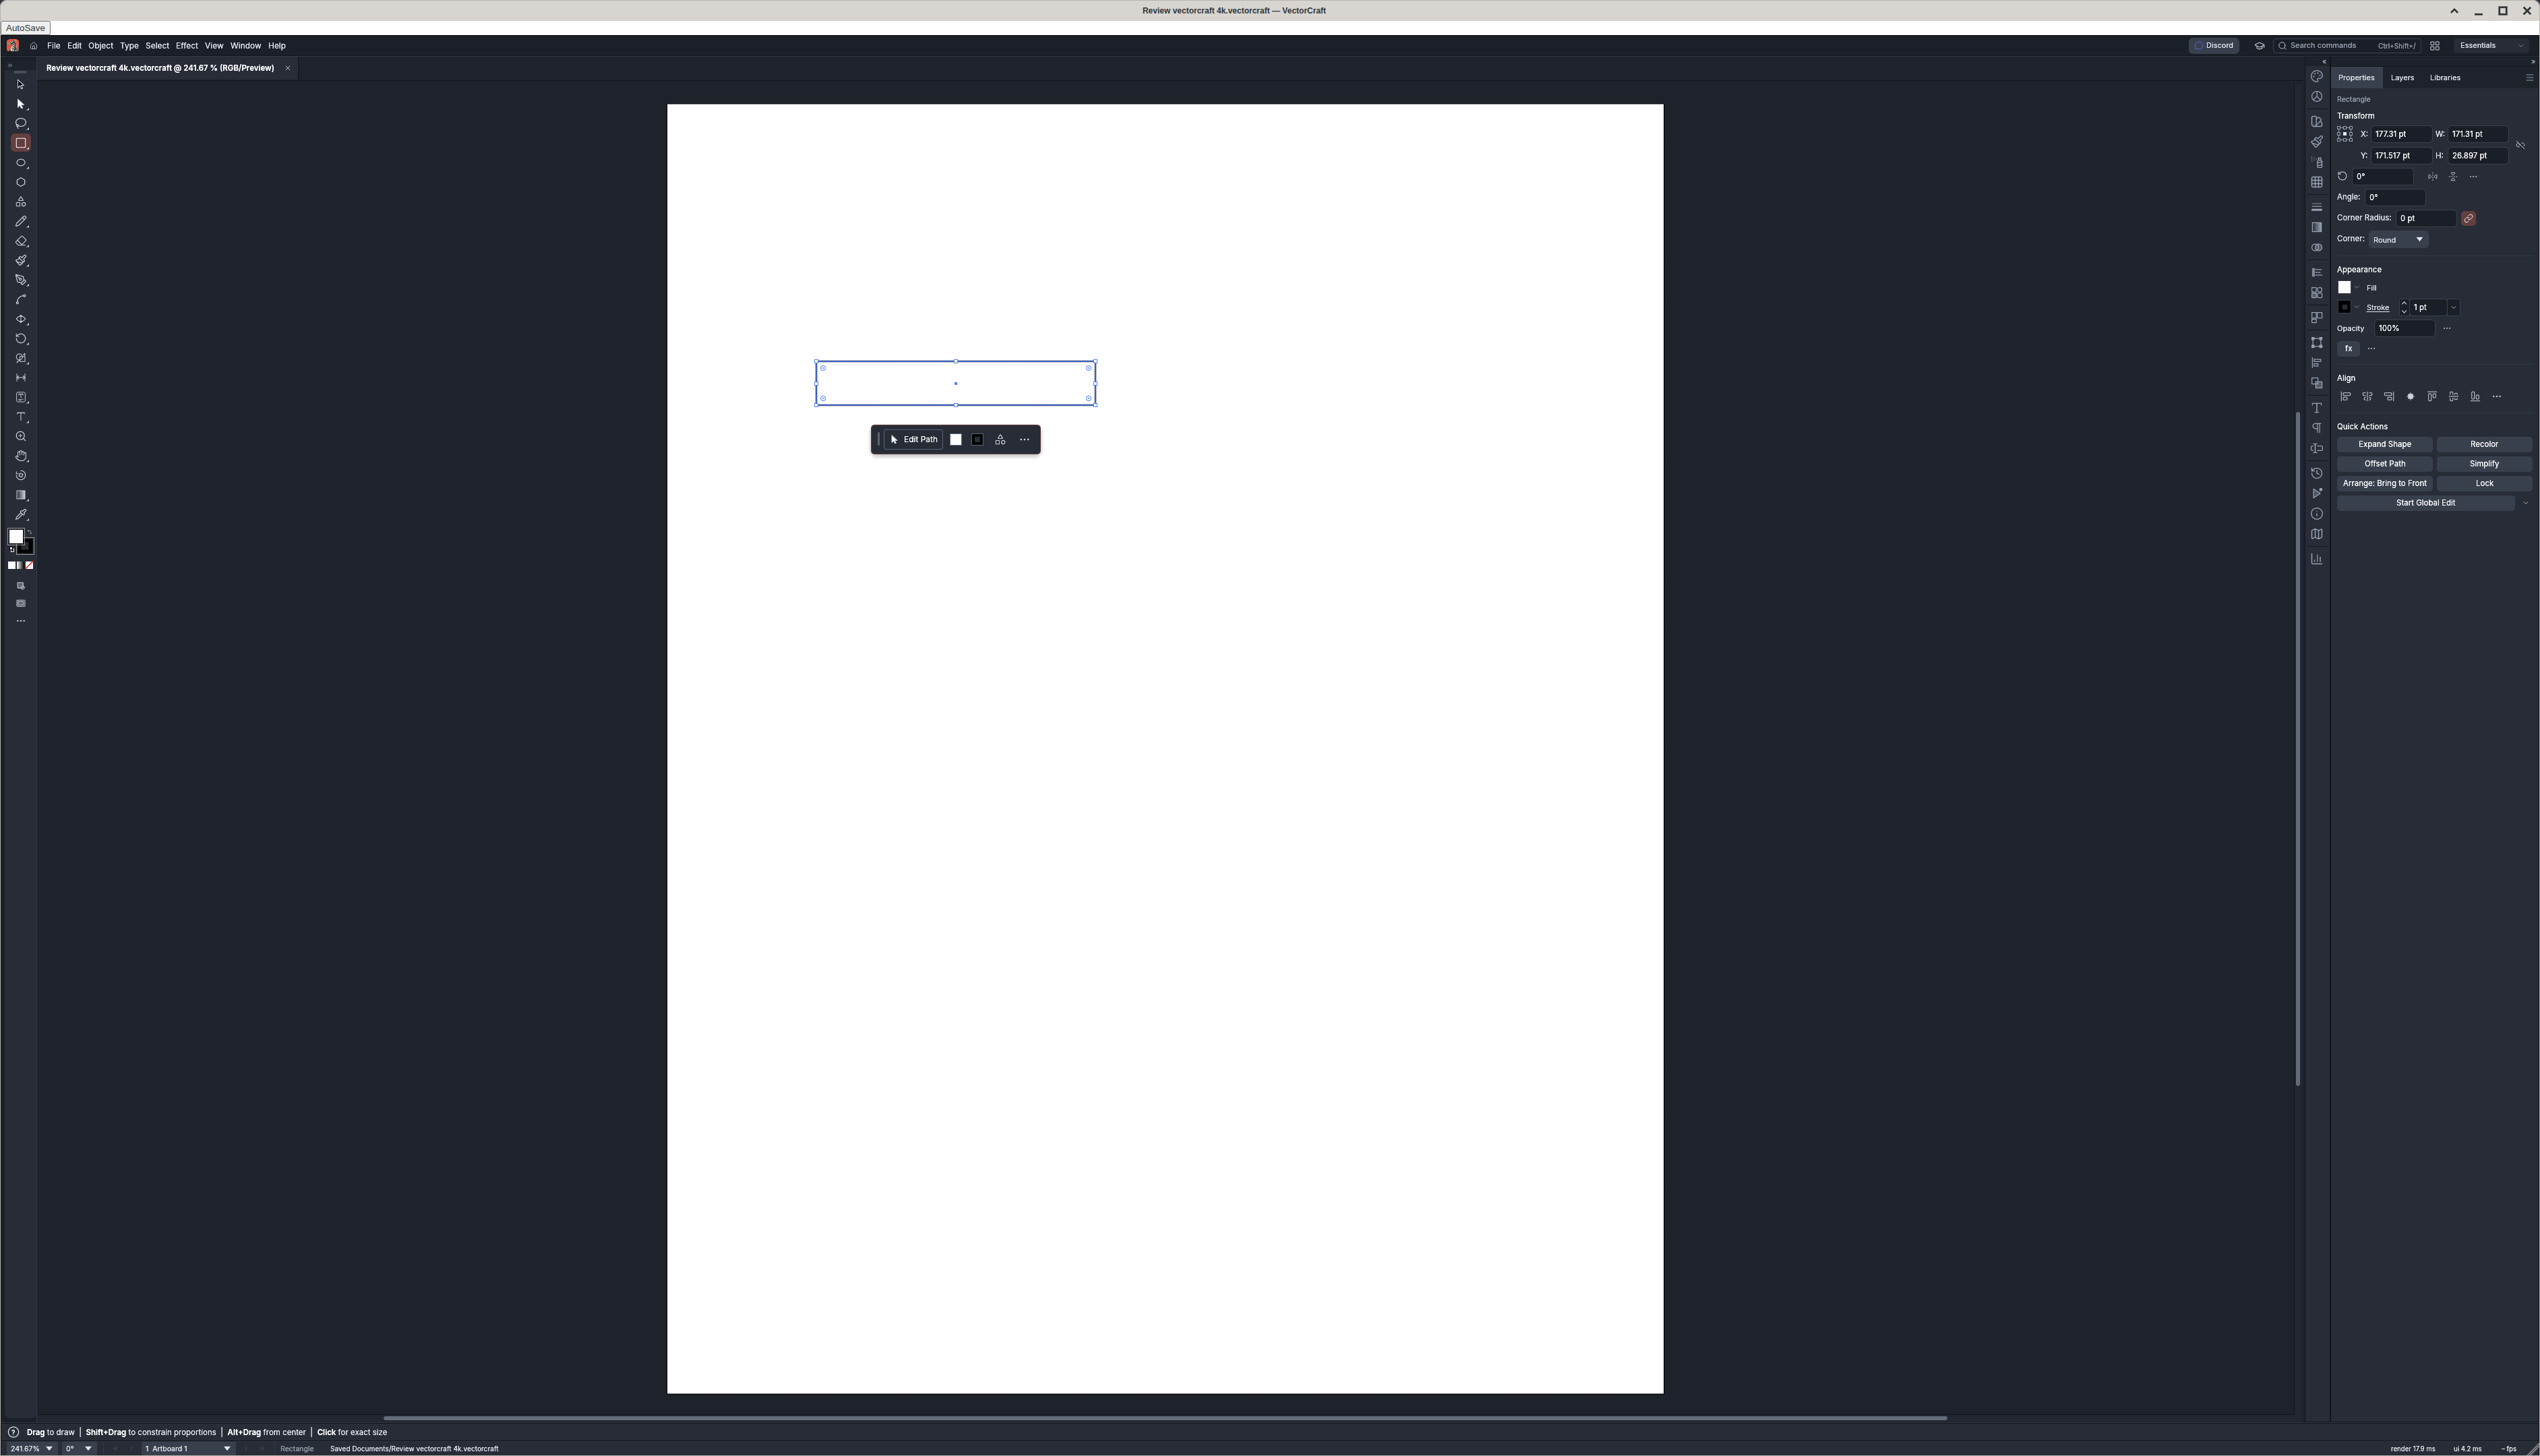 Review vectorcraft 4k.vectorcraft — VectorCraft
AutoSave
File Edit Object Type Select Effect View Window Help
Discord
Search commands Ctrl+Shift+/
Essentials
Review vectorcraft 4k.vectorcraft @ 241.67 % (RGB/Preview)
Properties Layers Libraries
Rectangle
Transform
X: 177.31 pt W: 171.31 pt
Y: 171.517 pt H: 26.897 pt
0°
Angle: 0°
Corner Radius: 0 pt
Corner: Round
Appearance
Fill
Stroke 1 pt
Opacity 100%
fx
Align
Quick Actions
Expand Shape Recolor
Offset Path Simplify
Arrange: Bring to Front Lock
Start Global Edit
Edit Path
Drag to draw | Shift+Drag to constrain proportions | Alt+Drag from center | Click for exact size
241.67% 0° 1 Artboard 1 Rectangle Saved Documents/Review vectorcraft 4k.vectorcraft
render 17.9 ms ui 4.2 ms – fps